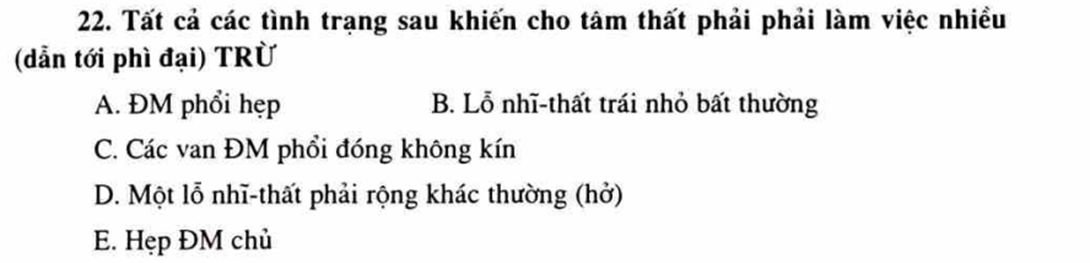 22. Tất cả các tình trạng sau khiến cho tâm thất phải phải làm việc nhiều
(dẫn tới phì đại) TRỪ
A. ĐM phổi hẹp B. Lỗ nhĩ-thất trái nhỏ bất thường
C. Các van ĐM phổi đóng không kín
D. Một lỗ nhĩ-thất phải rộng khác thường (hở)
E. Hẹp ĐM chủ